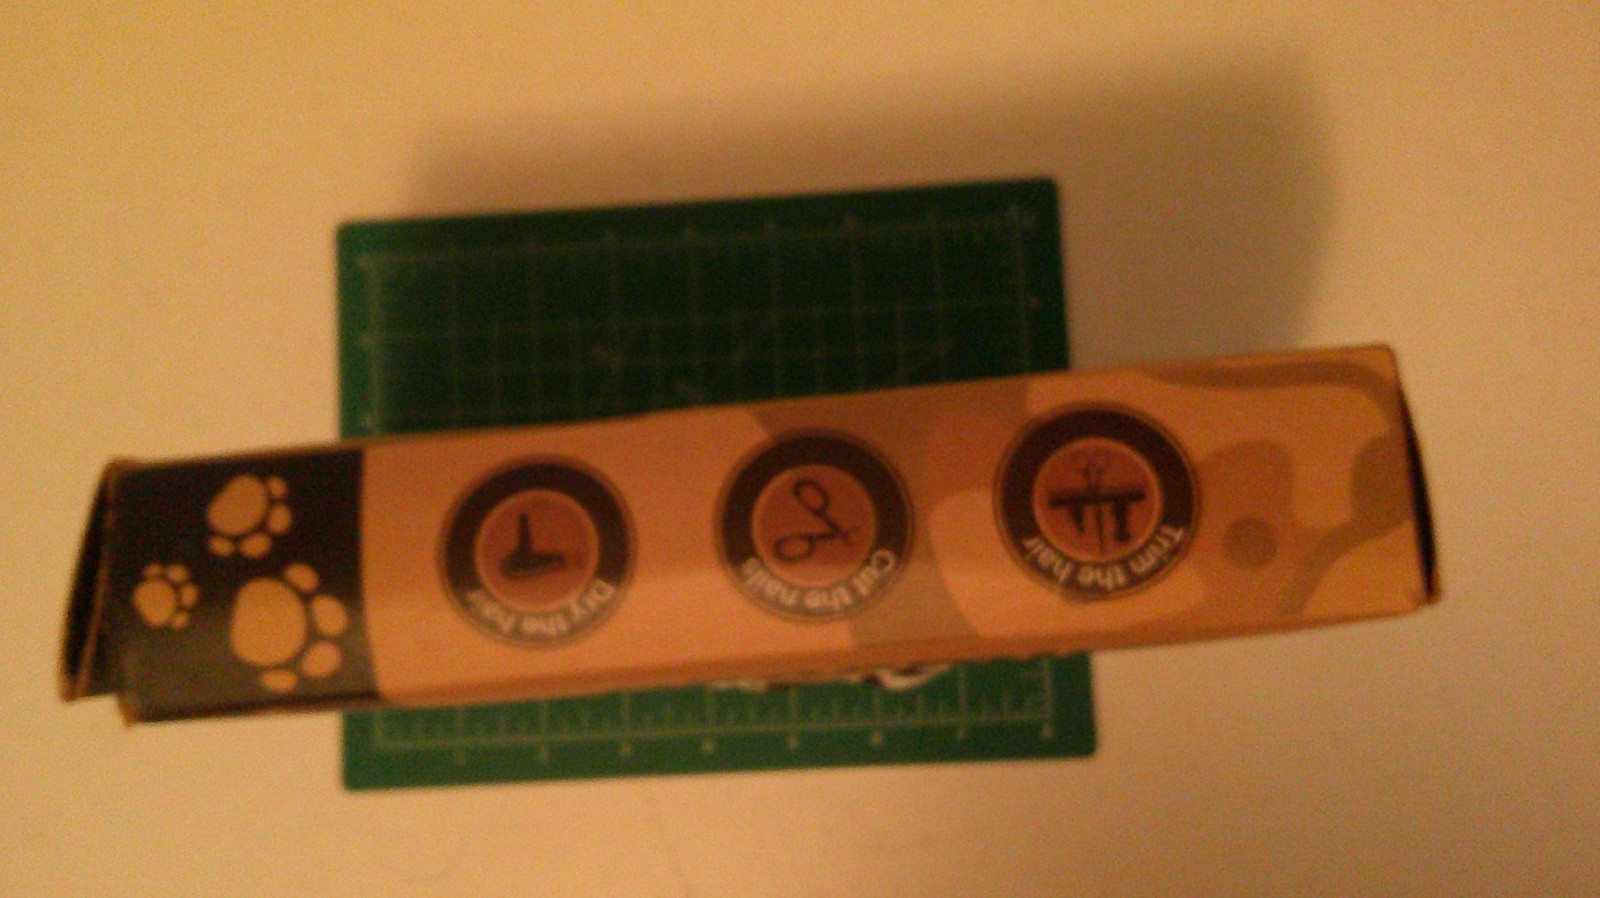 Trim the hair
Cut the nails
Dry the hair